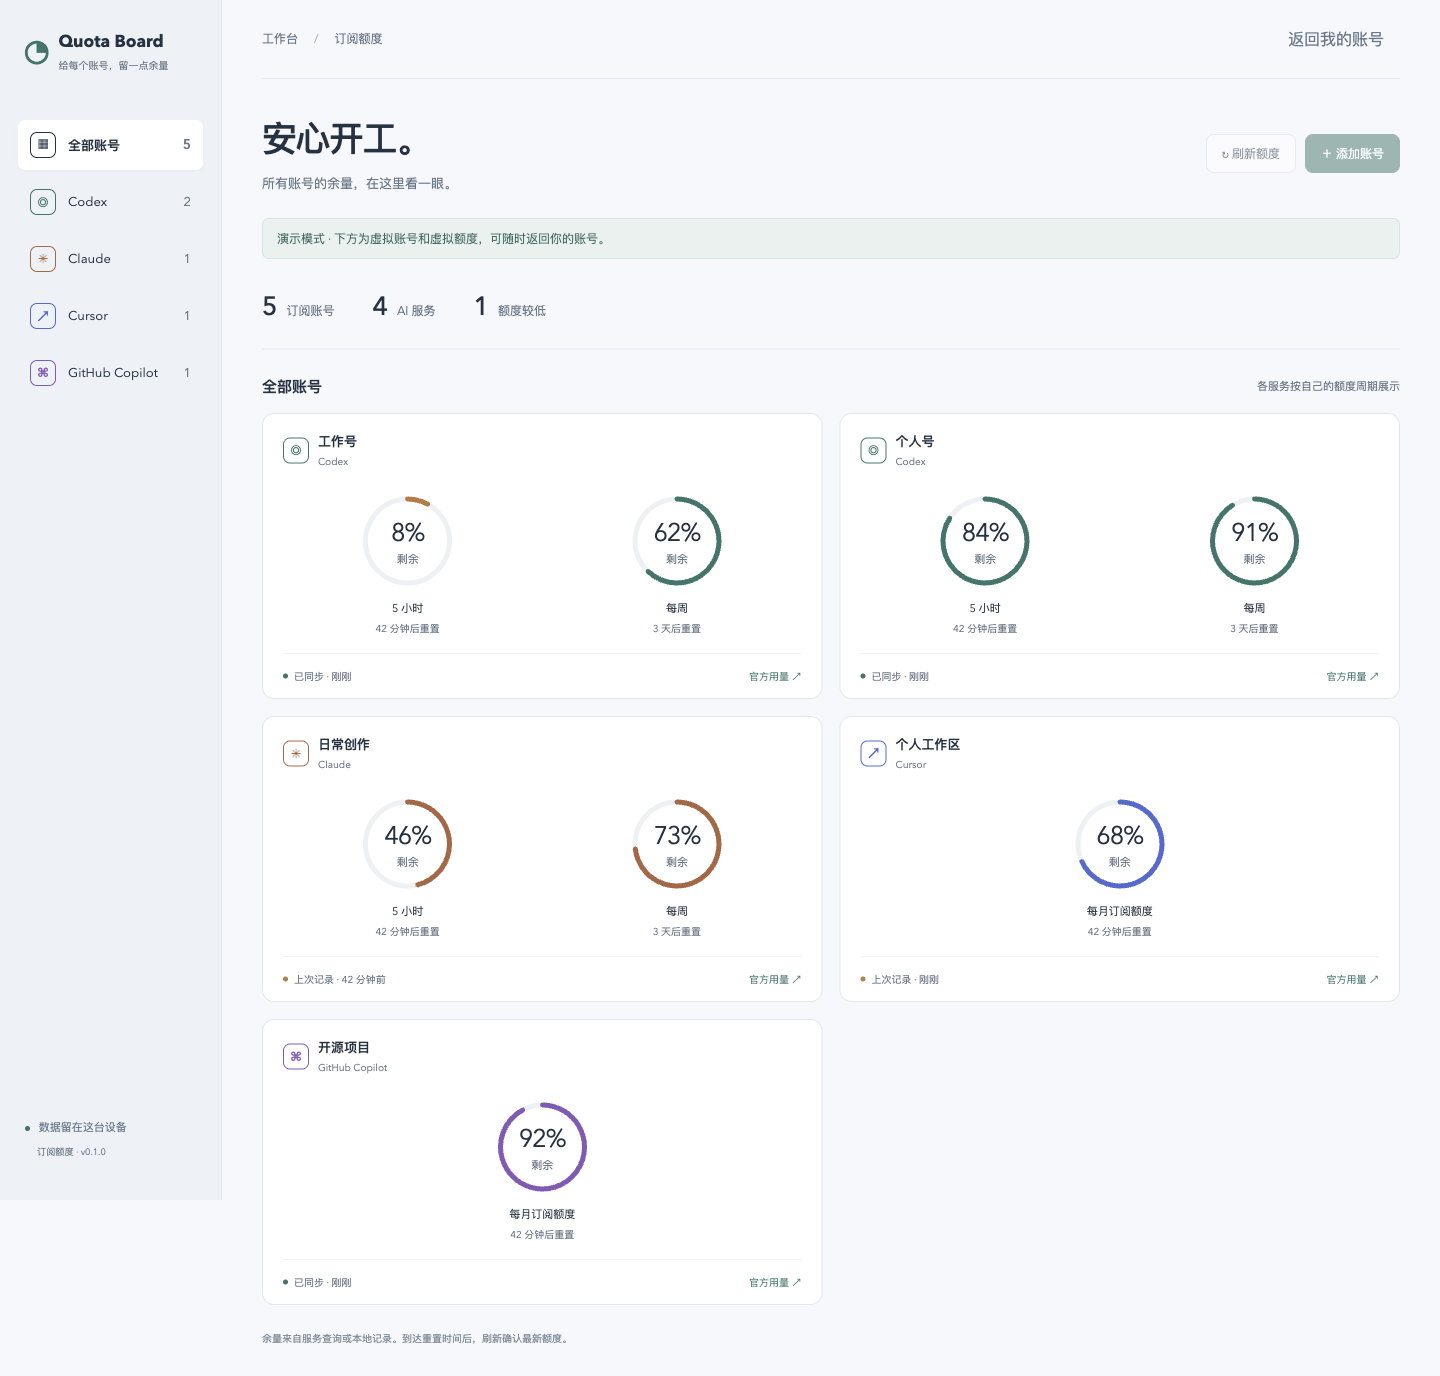 Quota Board
给每个账号，留一点余量
全部账号 5
Codex 2
Claude 1
Cursor 1
GitHub Copilot 1
数据留在这台设备
订阅额度 · v0.1.0
工作台 / 订阅额度
返回我的账号
安心开工。
所有账号的余量，在这里看一眼。
↻ 刷新额度
+ 添加账号
演示模式 · 下方为虚拟账号和虚拟额度，可随时返回你的账号。
5 订阅账号 4 AI 服务 1 额度较低
全部账号
各服务按自己的额度周期展示
工作号
Codex
8%
剩余
5 小时
42 分钟后重置
62%
剩余
每周
3 天后重置
已同步 · 刚刚
官方用量 ↗
个人号
Codex
84%
剩余
5 小时
42 分钟后重置
91%
剩余
每周
3 天后重置
已同步 · 刚刚
官方用量 ↗
日常创作
Claude
46%
剩余
5 小时
42 分钟后重置
73%
剩余
每周
3 天后重置
上次记录 · 42 分钟前
官方用量 ↗
个人工作区
Cursor
68%
剩余
每月订阅额度
42 分钟后重置
上次记录 · 刚刚
官方用量 ↗
开源项目
GitHub Copilot
92%
剩余
每月订阅额度
42 分钟后重置
已同步 · 刚刚
官方用量 ↗
余量来自服务查询或本地记录。到达重置时间后，刷新确认最新额度。